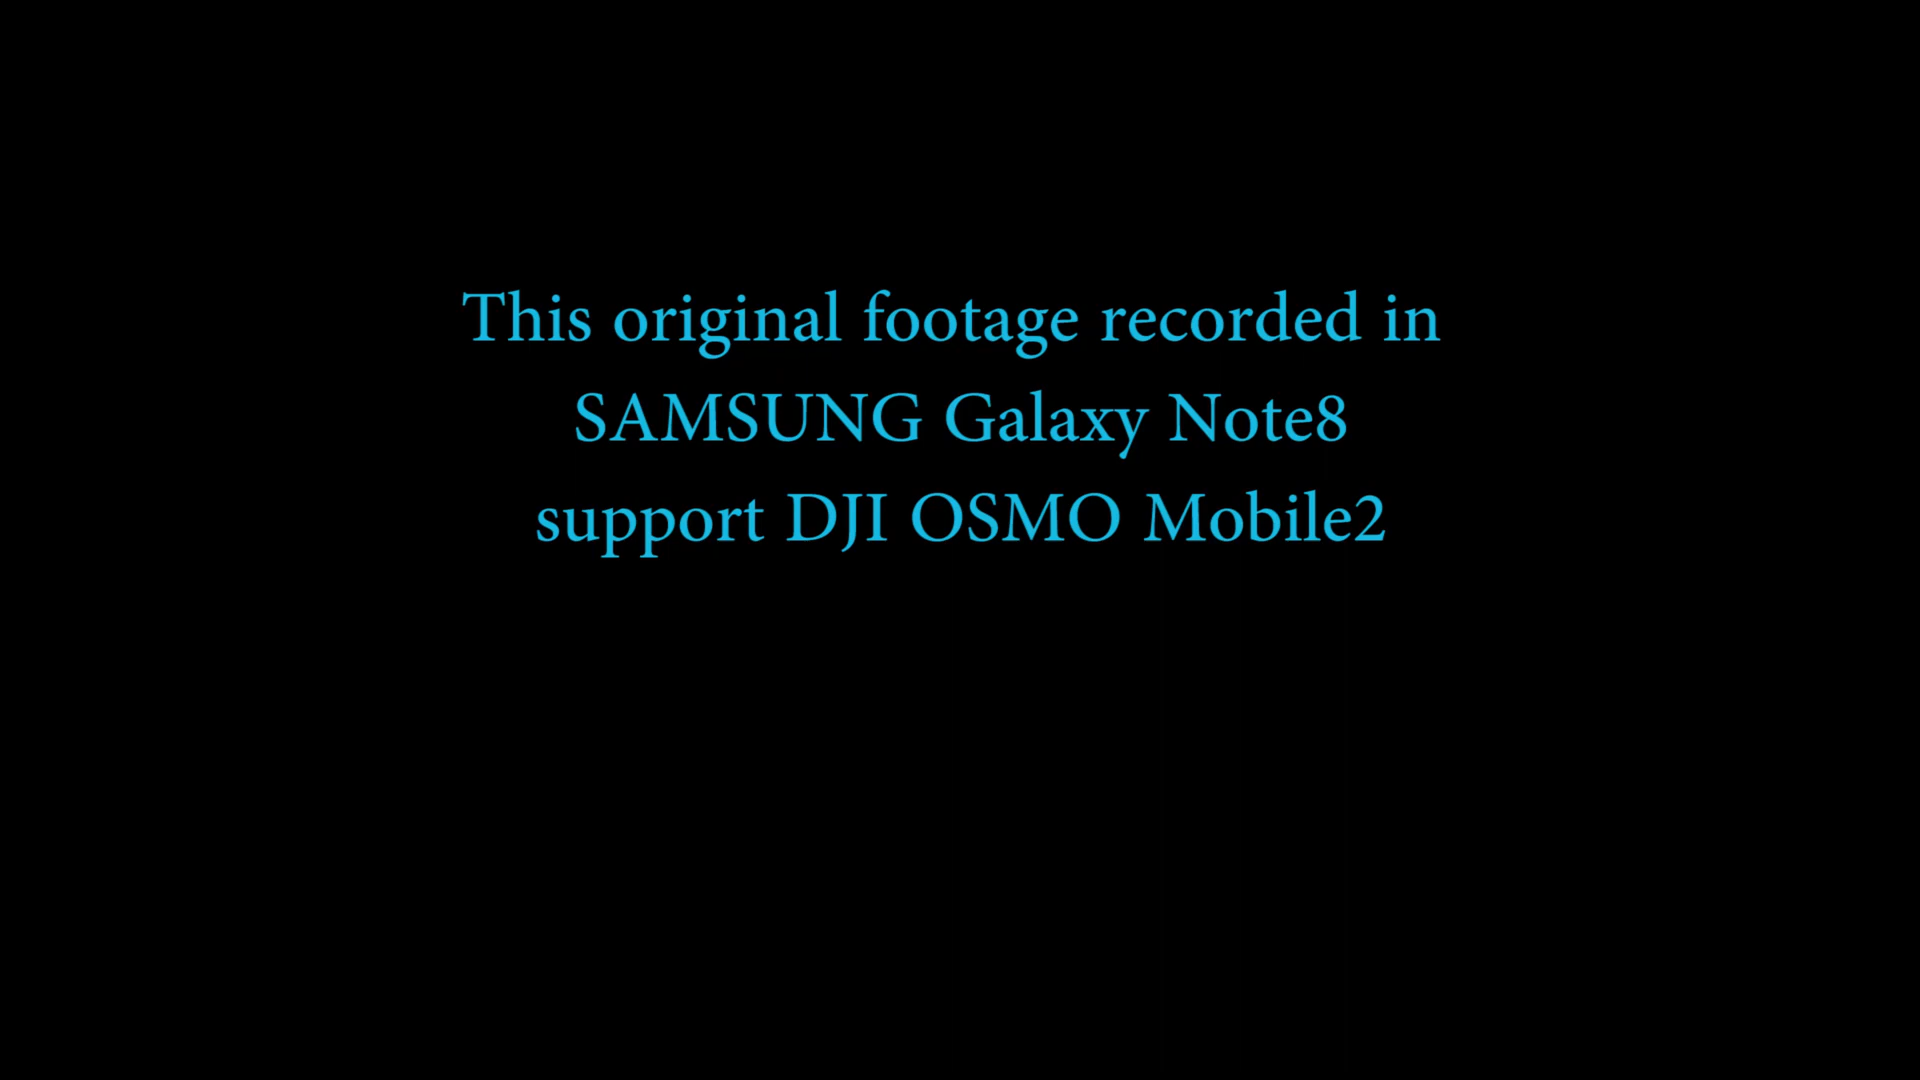 This original footage recorded in
SAMSUNG Galaxy Note8
support DJI OSMO Mobile2